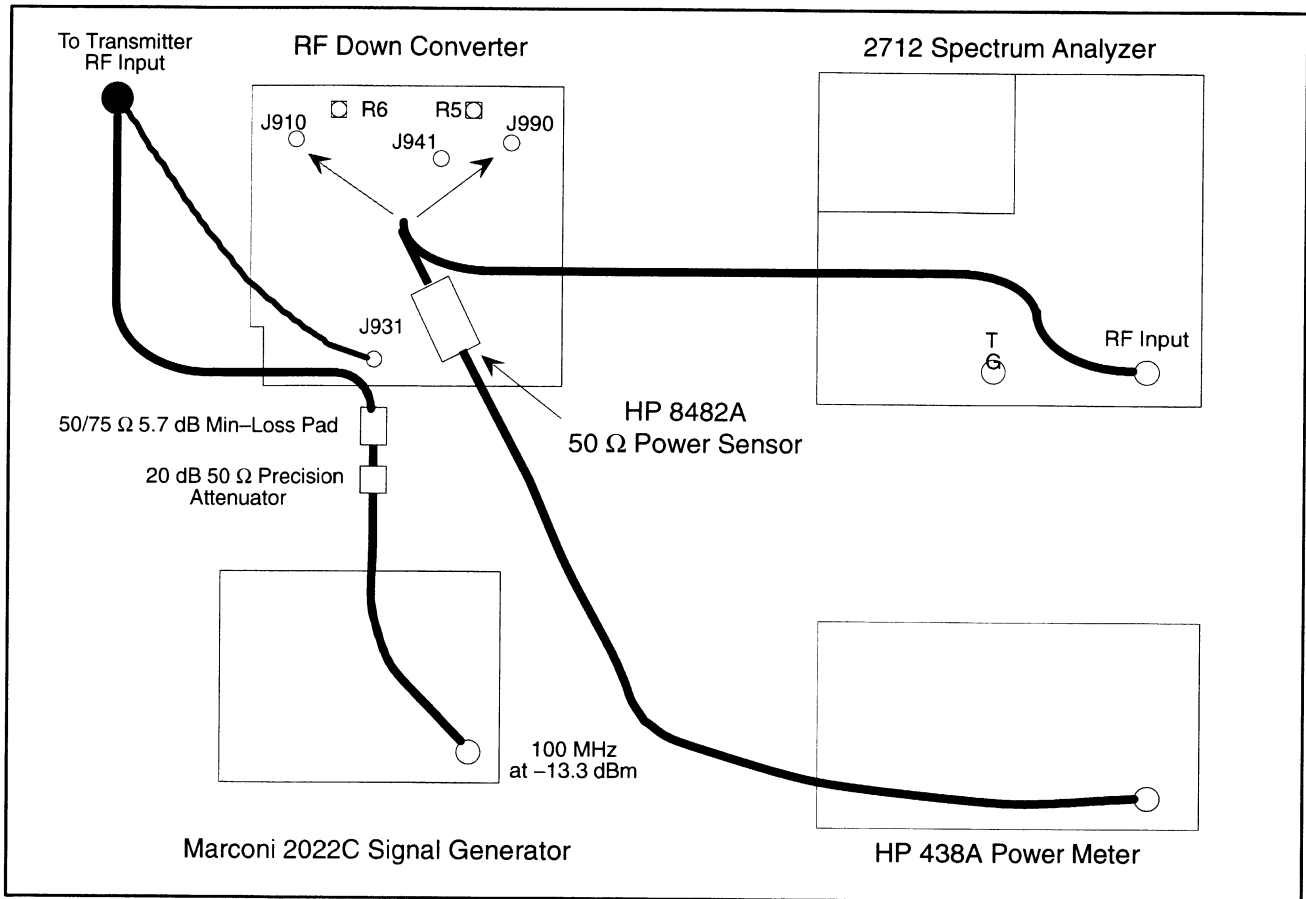 To Transmitter
RF Input
RF Down Converter
2712 Spectrum Analyzer
R6
R5
J910
J941
J990
J931
T
G
RF Input
50/75 Ω 5.7 dB Min–Loss Pad
HP 8482A
50 Ω Power Sensor
20 dB 50 Ω Precision
Attenuator
100 MHz
at –13.3 dBm
Marconi 2022C Signal Generator
HP 438A Power Meter